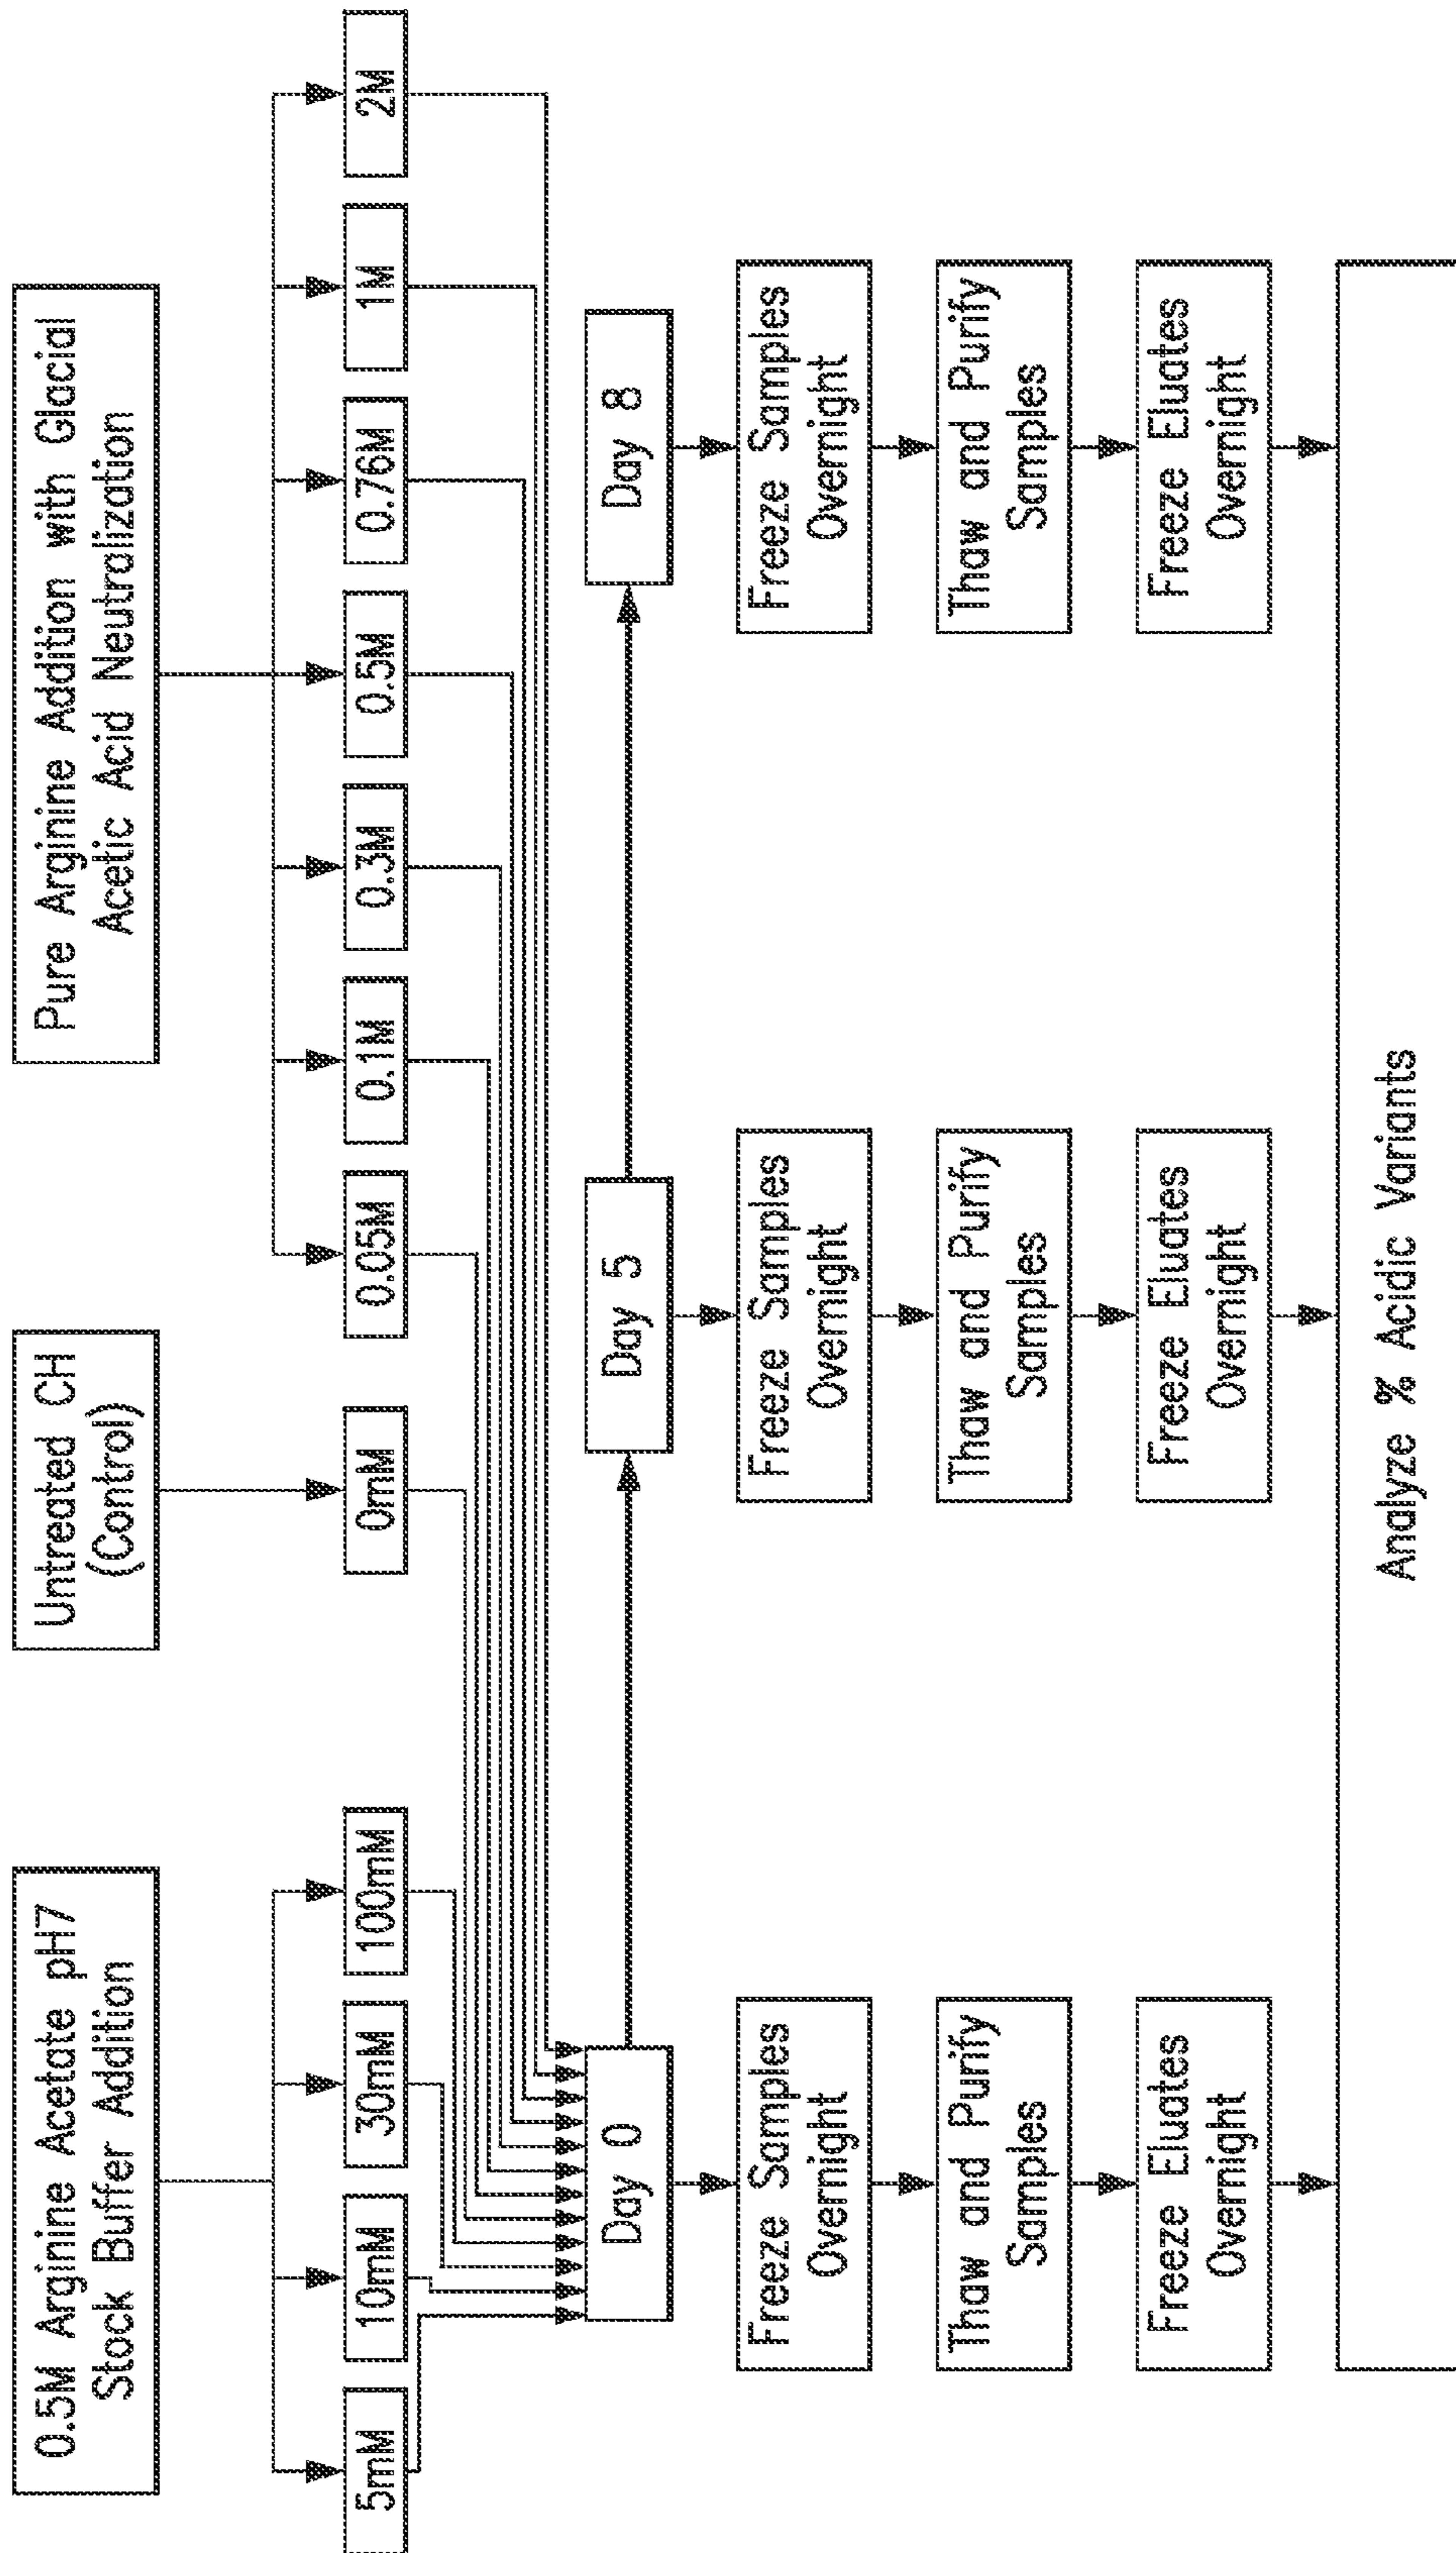 0.5M Arginine Acetate pH7
Stock Buffer Addition
Untreated CH
(Control)
Pure Arginine Addition with Glacial
Acetic Acid Neutralization
5mM
10mM
30mM
100mM
0mM
0.05M
0.1M
0.3M
0.5M
0.76M
1M
2M
Day 0
Day 5
Day 8
Freeze Samples
Overnight
Freeze Samples
Overnight
Freeze Samples
Overnight
Thaw and Purify
Samples
Thaw and Purify
Samples
Thaw and Purify
Samples
Freeze Eluates
Overnight
Freeze Eluates
Overnight
Freeze Eluates
Overnight
Analyze % Acidic Variants